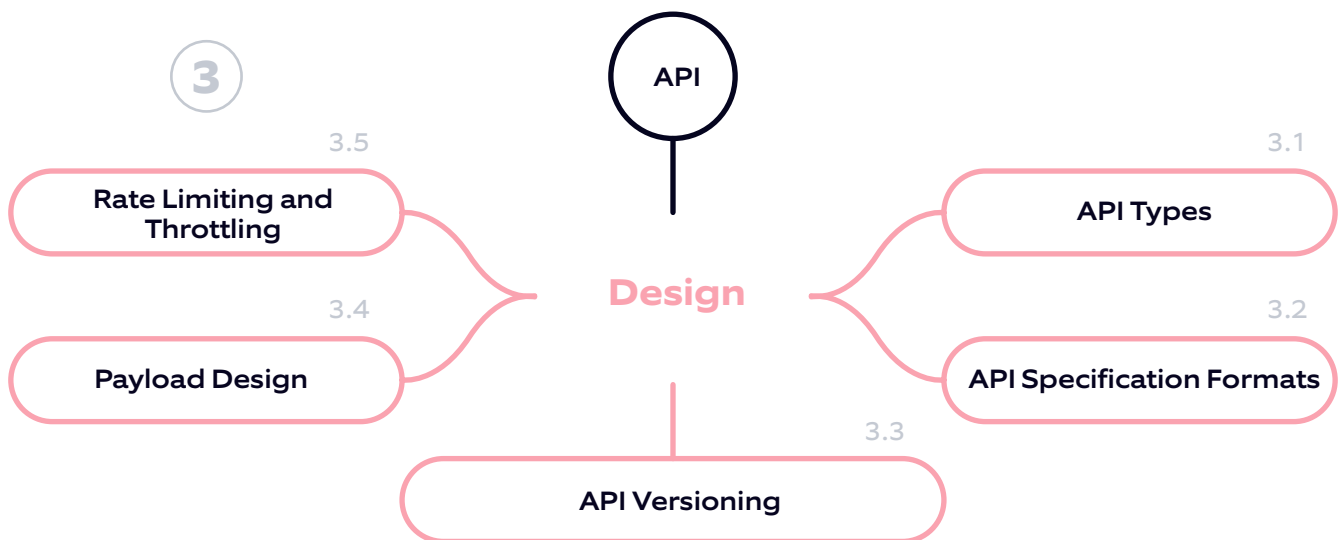 3
API
3.5
Rate Limiting and
Throttling
3.1
API Types
Design
3.4
Payload Design
3.2
API Specification Formats
3.3
API Versioning